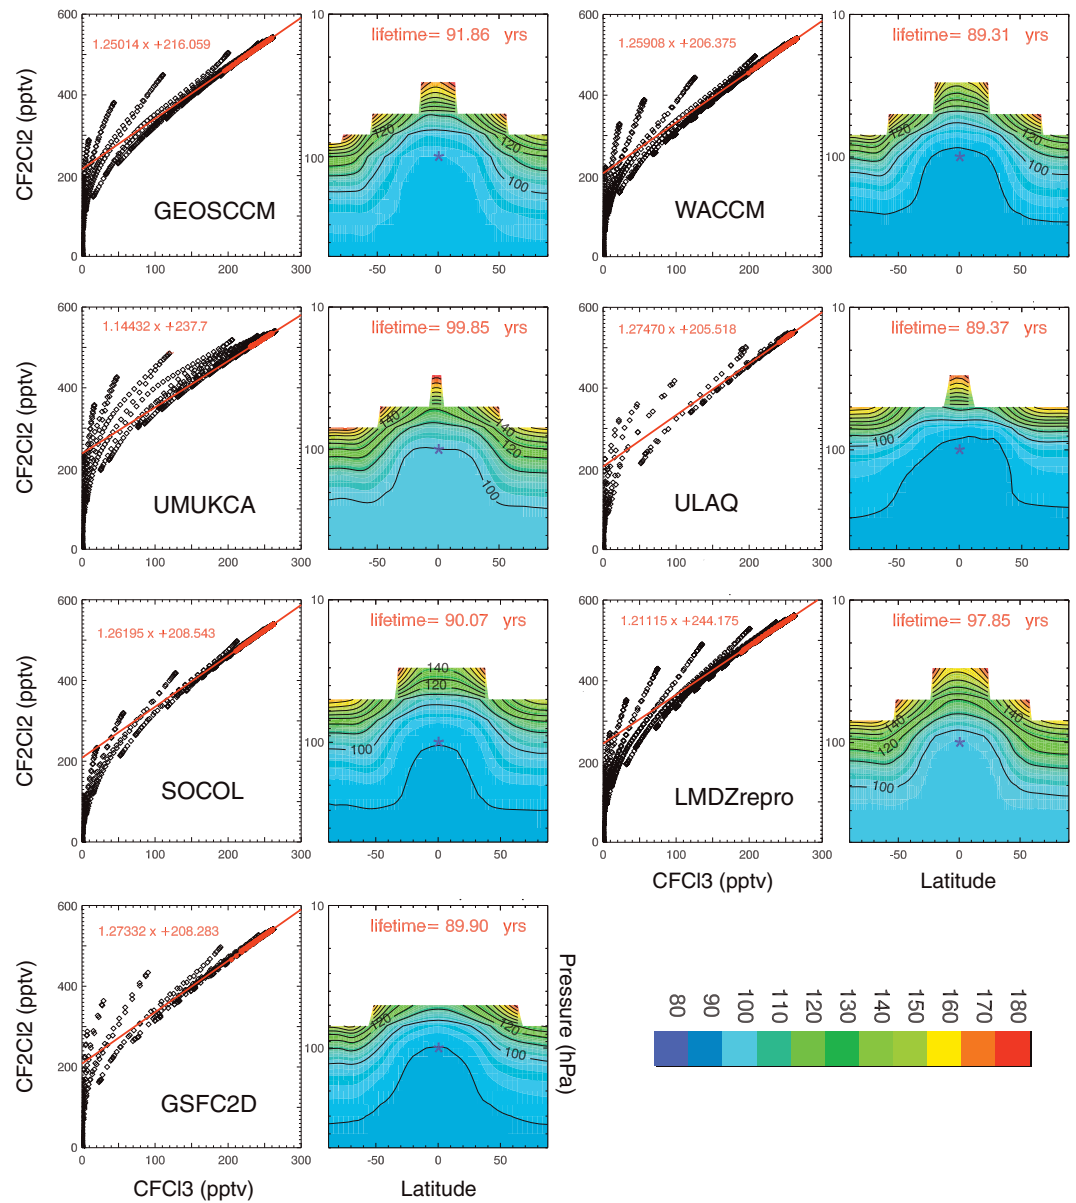 600
400
200
0
CF2Cl2 (pptv)
1.25014 x +216.059
GEOSCCM
0 100 200 300
10
100
lifetime= 91.86 yrs
120
120
100
-50 0 50
600
400
200
0
1.25908 x +206.375
WACCM
0 100 200 300
10
100
lifetime= 89.31 yrs
120
120
100
-50 0 50
600
400
200
0
CF2Cl2 (pptv)
1.14432 x +237.7
UMUKCA
0 100 200 300
10
100
lifetime= 99.85 yrs
140
140
120
100
-50 0 50
600
400
200
0
1.27470 x +205.518
ULAQ
0 100 200 300
10
100
lifetime= 89.37 yrs
100
100
-50 0 50
600
400
200
0
CF2Cl2 (pptv)
1.26195 x +208.543
SOCOL
0 100 200 300
10
100
lifetime= 90.07 yrs
140
120
100
100
-50 0 50
600
400
200
0
1.21115 x +244.175
LMDZrepro
0 100 200 300
CFCl3 (pptv)
10
100
lifetime= 97.85 yrs
140
140
120
100
-50 0 50
Latitude
600
400
200
0
CF2Cl2 (pptv)
1.27332 x +208.283
GSFC2D
0 100 200 300
CFCl3 (pptv)
10
100
lifetime= 89.90 yrs
120
120
100
-50 0 50
Latitude
Pressure (hPa)
80 90 100 110 120 130 140 150 160 170 180